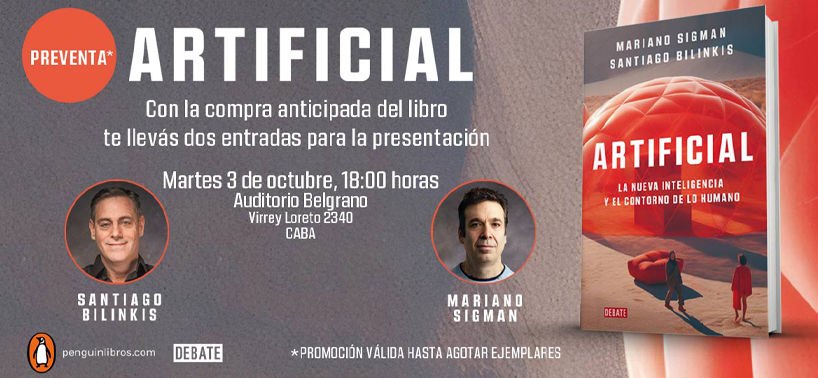 PREVENTA*
ARTIFICIAL
Con la compra anticipada del libro
te llevás dos entradas para la presentación
Martes 3 de octubre, 18:00 horas
Auditorio Belgrano
Virrey Loreto 2340
CABA
SANTIAGO
BILINKIS
MARIANO
SIGMAN
MARIANO SIGMAN
SANTIAGO BILINKIS
ARTIFICIAL
LA NUEVA INTELIGENCIA
Y EL CONTORNO DE LO HUMANO
DEBATE
penguinlibros.com
DEBATE
*PROMOCIÓN VÁLIDA HASTA AGOTAR EJEMPLARES